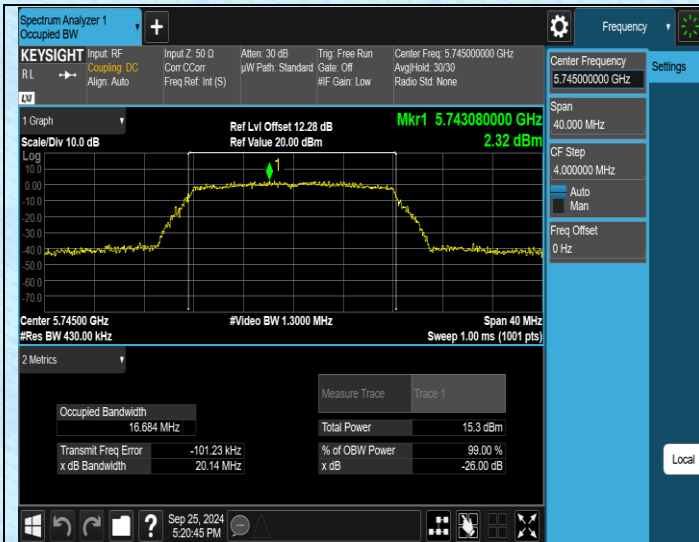 Spectrum Analyzer 1
Occupied BW
+
Frequency
KEYSIGHT
RL
LXI
Input: RF
Coupling: DC
Align: Auto
Input Z: 50 Ω
Corr CCorr
Freq Ref: Int (S)
Atten: 30 dB
µW Path: Standard
Trig: Free Run
Gate: Off
#IF Gain: Low
Center Freq: 5.745000000 GHz
Avg|Hold: 30/30
Radio Std: None
Center Frequency
5.745000000 GHz
Settings
Span
40.000 MHz
CF Step
4.000000 MHz
Auto
Man
Freq Offset
0 Hz
1 Graph
Scale/Div 10.0 dB
Ref Lvl Offset 12.28 dB
Ref Value 20.00 dBm
Mkr1 5.743080000 GHz
2.32 dBm
Log
10.0
0.00
-10.0
-20.0
-30.0
-40.0
-50.0
-60.0
-70.0
1
Center 5.74500 GHz
#Res BW 430.00 kHz
#Video BW 1.3000 MHz
Span 40 MHz
Sweep 1.00 ms (1001 pts)
2 Metrics
Measure Trace
Trace 1
Occupied Bandwidth
16.684 MHz
Total Power 15.3 dBm
Transmit Freq Error -101.23 kHz
% of OBW Power 99.00 %
x dB Bandwidth 20.14 MHz
x dB -26.00 dB
Local
?
Sep 25, 2024
5:20:45 PM